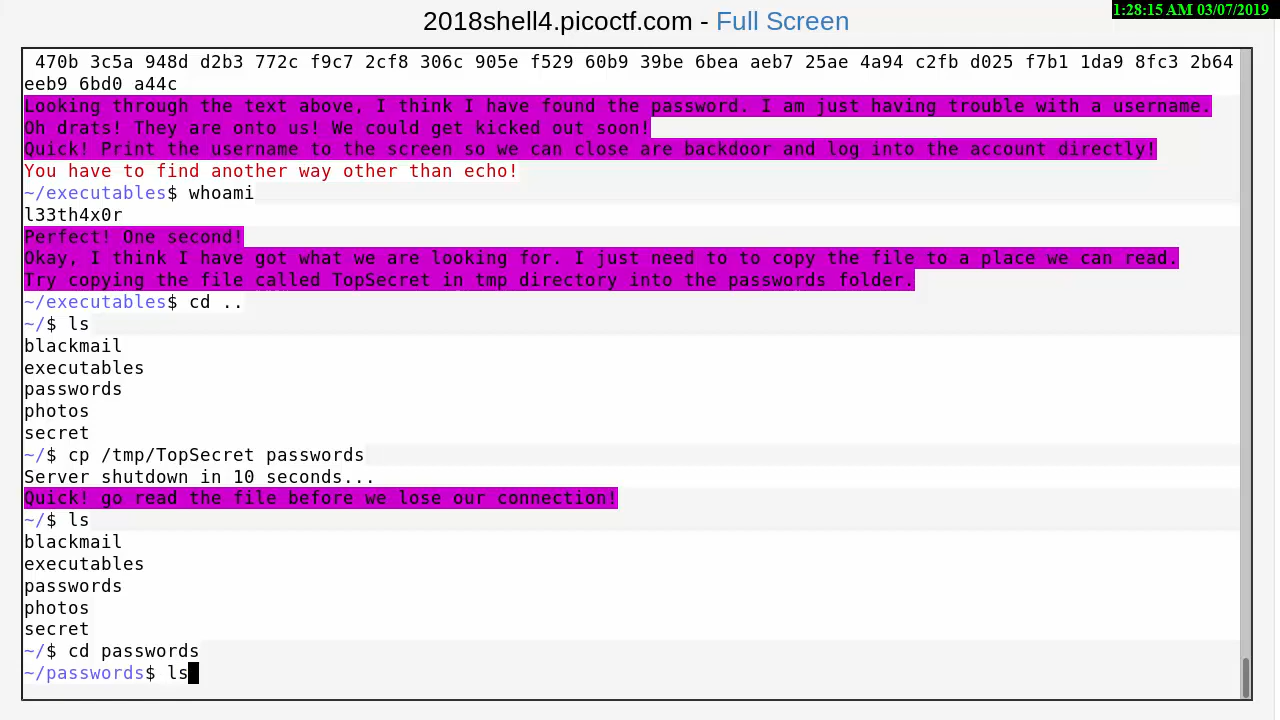 1:28:15 AM 03/07/2019
2018shell4.picoctf.com - Full Screen
470b 3c5a 948d d2b3 772c f9c7 2cf8 306c 905e f529 60b9 39be 6bea aeb7 25ae 4a94 c2fb d025 f7b1 1da9 8fc3 2b64
eeb9 6bd0 a44c
Looking through the text above, I think I have found the password. I am just having trouble with a username.
Oh drats! They are onto us! We could get kicked out soon!
Quick! Print the username to the screen so we can close are backdoor and log into the account directly!
You have to find another way other than echo!
~/executables$ whoami
l33th4x0r
Perfect! One second!
Okay, I think I have got what we are looking for. I just need to to copy the file to a place we can read.
Try copying the file called TopSecret in tmp directory into the passwords folder.
~/executables$ cd ..
~/$ ls
blackmail
executables
passwords
photos
secret
~/$ cp /tmp/TopSecret passwords
Server shutdown in 10 seconds...
Quick! go read the file before we lose our connection!
~/$ ls
blackmail
executables
passwords
photos
secret
~/$ cd passwords
~/passwords$ ls